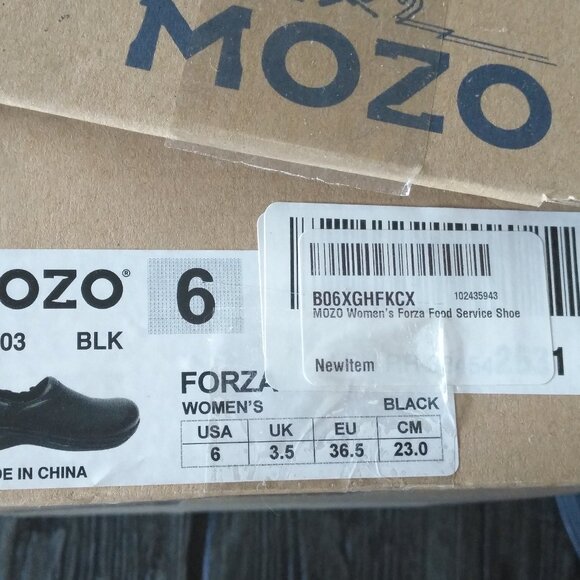 MOZO
OZO® 6
03 BLK
B06XGHFKCX 102435943
MOZO Women's Forza Food Service Shoe
NewItem
1
FORZA
WOMEN'S BLACK
USA UK EU CM
6 3.5 36.5 23.0
DE IN CHINA